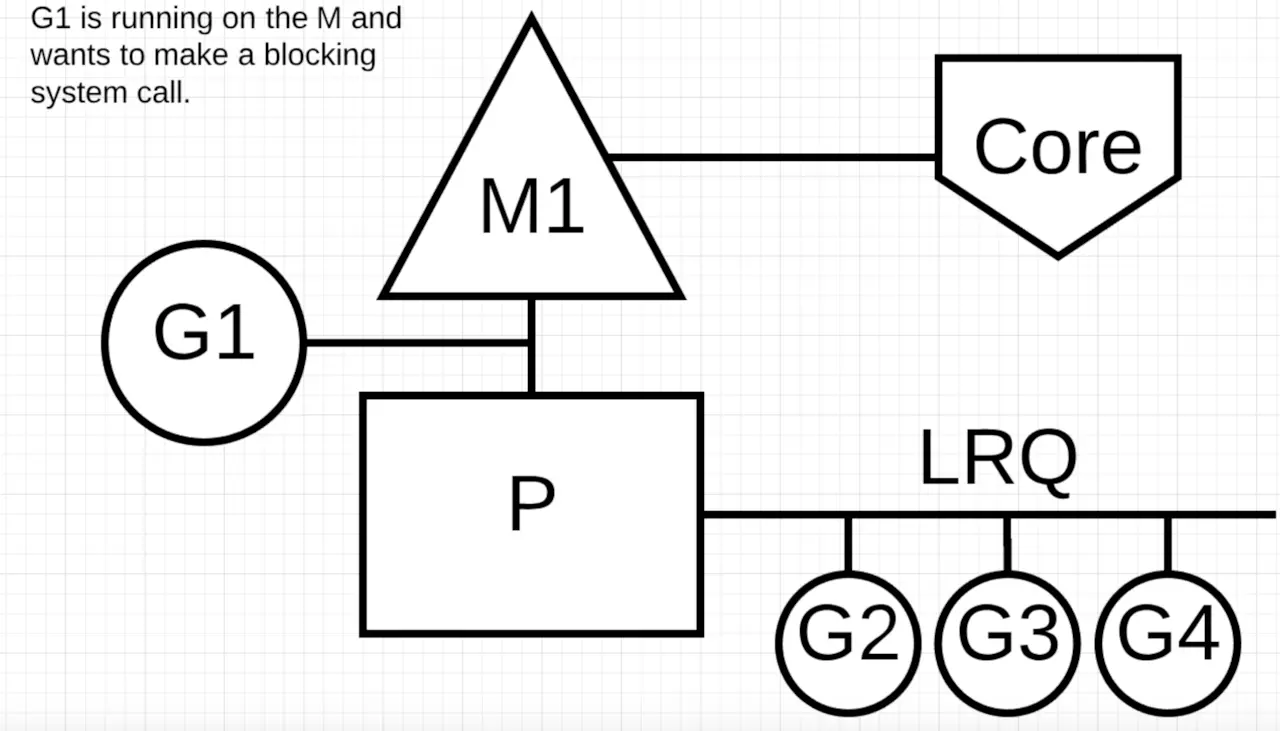 G1 is running on the M and
wants to make a blocking
system call.
M1
Core
G1
P
LRQ
G2
G3
G4